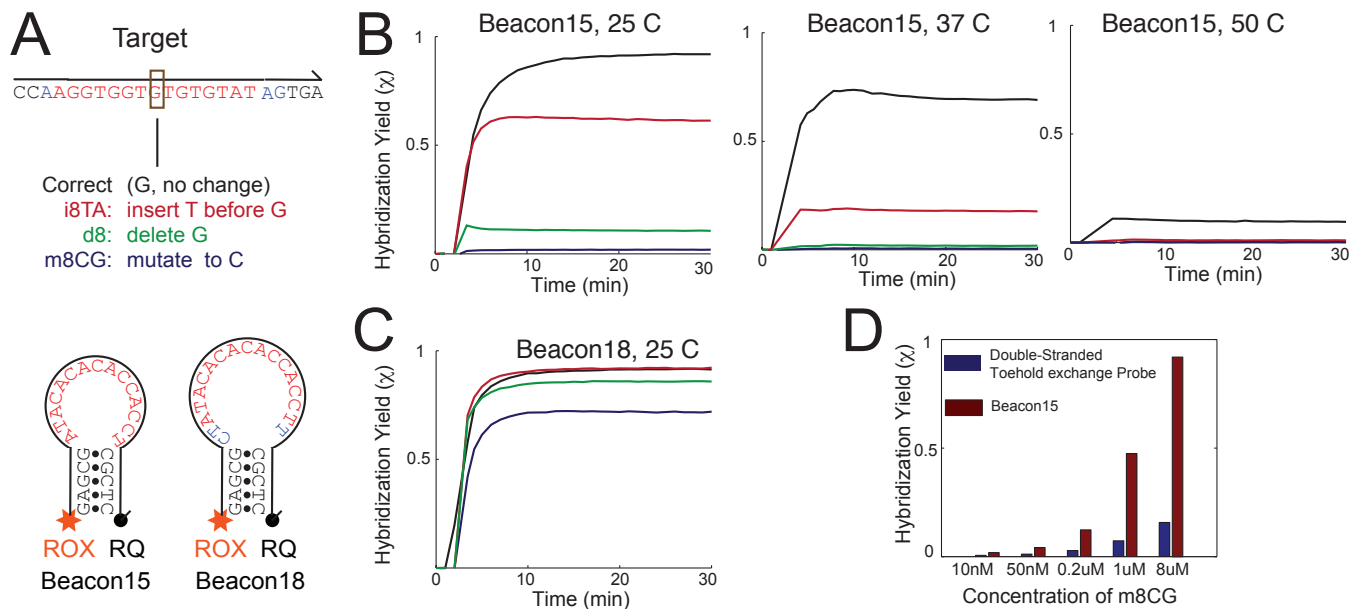 A
Target
CCAAGGTGGTGTGTGTAT AGTGA
Correct (G, no change)
i8TA: insert T before G
d8: delete G
m8CG: mutate to C
ATACACACACCACCT
GAGCG
CGCTC
ROX RQ
Beacon15
CTATACACACACCACCTT
GAGCG
CGCTC
ROX RQ
Beacon18
B
Beacon15, 25 C
Hybridization Yield (χ)
1
0.5
0 10 20 30
Time (min)
Beacon15, 37 C
1
0.5
0 10 20 30
Time (min)
Beacon15, 50 C
1
0.5
0 10 20 30
Time (min)
C
Beacon18, 25 C
Hybridization Yield (χ)
1
0.5
0 10 20 30
Time (min)
D
Hybridization Yield (χ)
1
0.5
0
Double-Stranded
Toehold exchange Probe
Beacon15
10nM 50nM 0.2uM 1uM 8uM
Concentration of m8CG